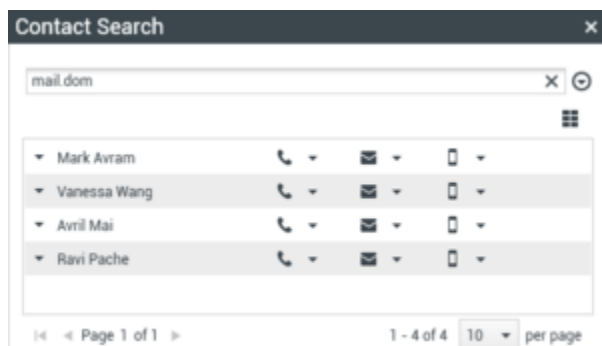 Contact Search
mail.dom
Mark Avram
Vanessa Wang
Avril Mai
Ravi Pache
Page 1 of 1 1 - 4 of 4 10 per page